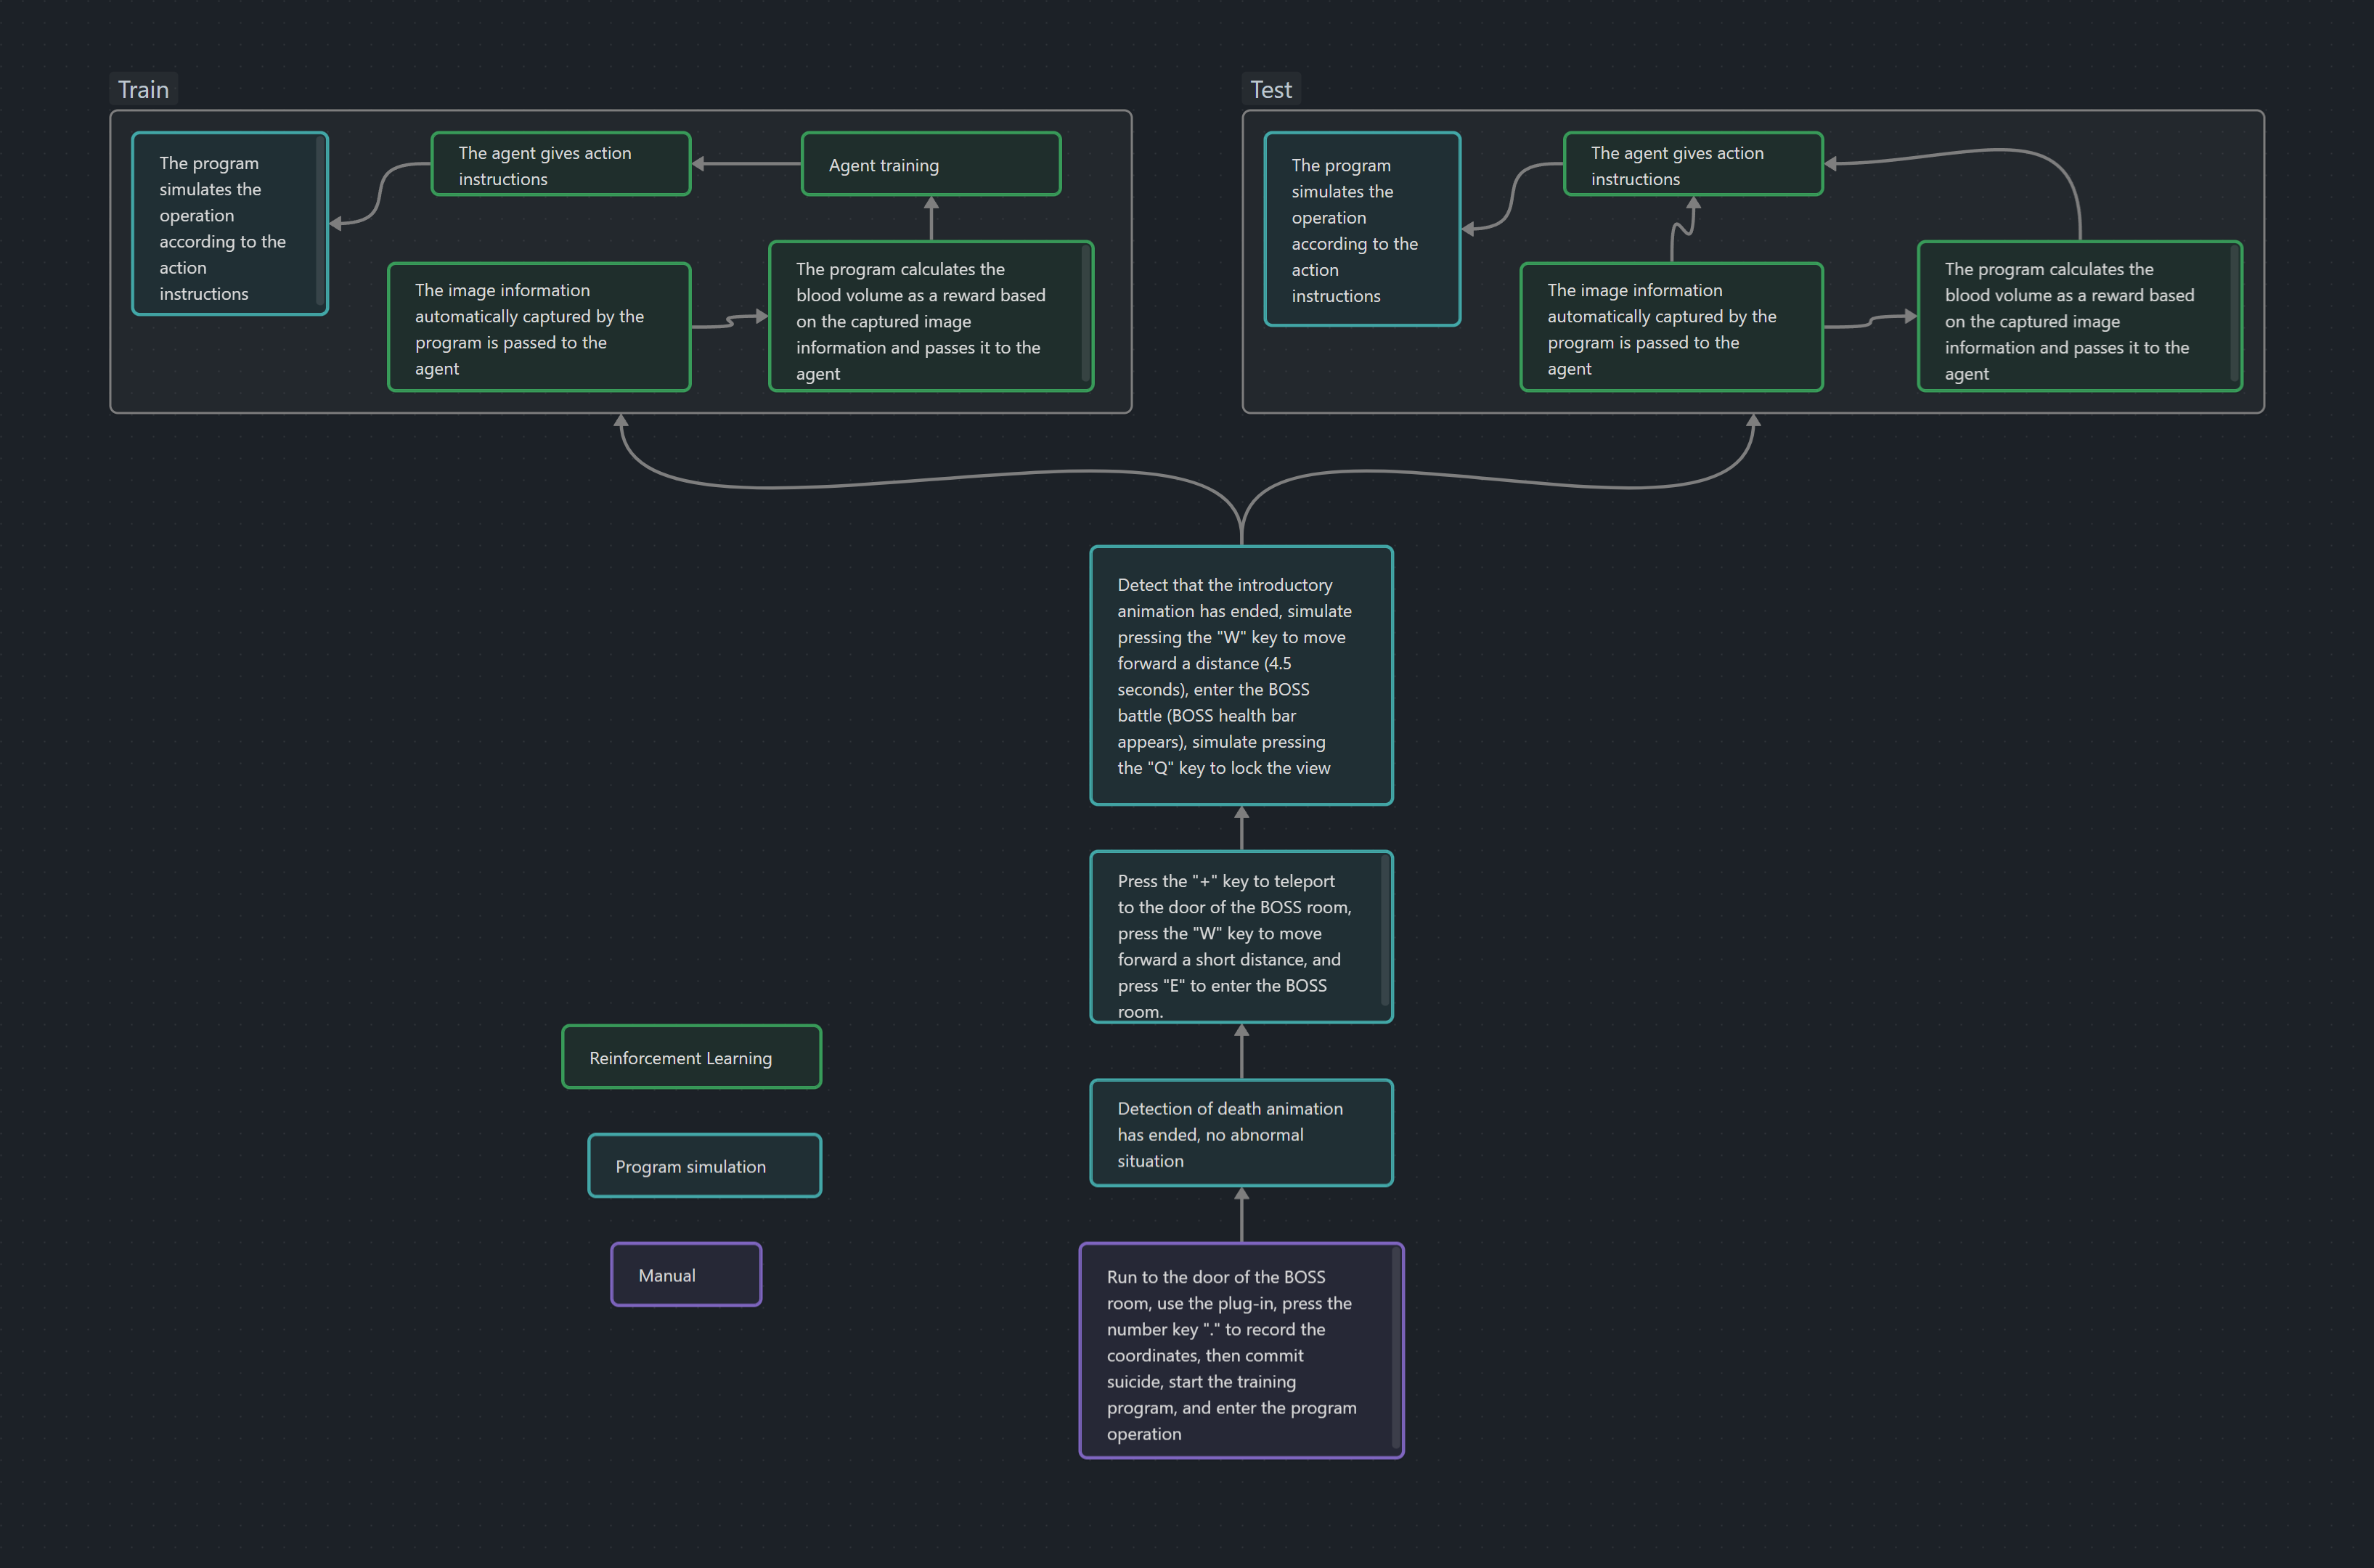 Train
The program
simulates the
operation
according to the
action
instructions
The agent gives action
instructions
Agent training
The image information
automatically captured by the
program is passed to the
agent
The program calculates the
blood volume as a reward based
on the captured image
information and passes it to the
agent
Test
The program
simulates the
operation
according to the
action
instructions
The agent gives action
instructions
The image information
automatically captured by the
program is passed to the
agent
The program calculates the
blood volume as a reward based
on the captured image
information and passes it to the
agent
Detect that the introductory
animation has ended, simulate
pressing the "W" key to move
forward a distance (4.5
seconds), enter the BOSS
battle (BOSS health bar
appears), simulate pressing
the "Q" key to lock the view
Press the "+" key to teleport
to the door of the BOSS room,
press the "W" key to move
forward a short distance, and
press "E" to enter the BOSS
room.
Reinforcement Learning
Detection of death animation
has ended, no abnormal
situation
Program simulation
Manual
Run to the door of the BOSS
room, use the plug-in, press the
number key "." to record the
coordinates, then commit
suicide, start the training
program, and enter the program
operation